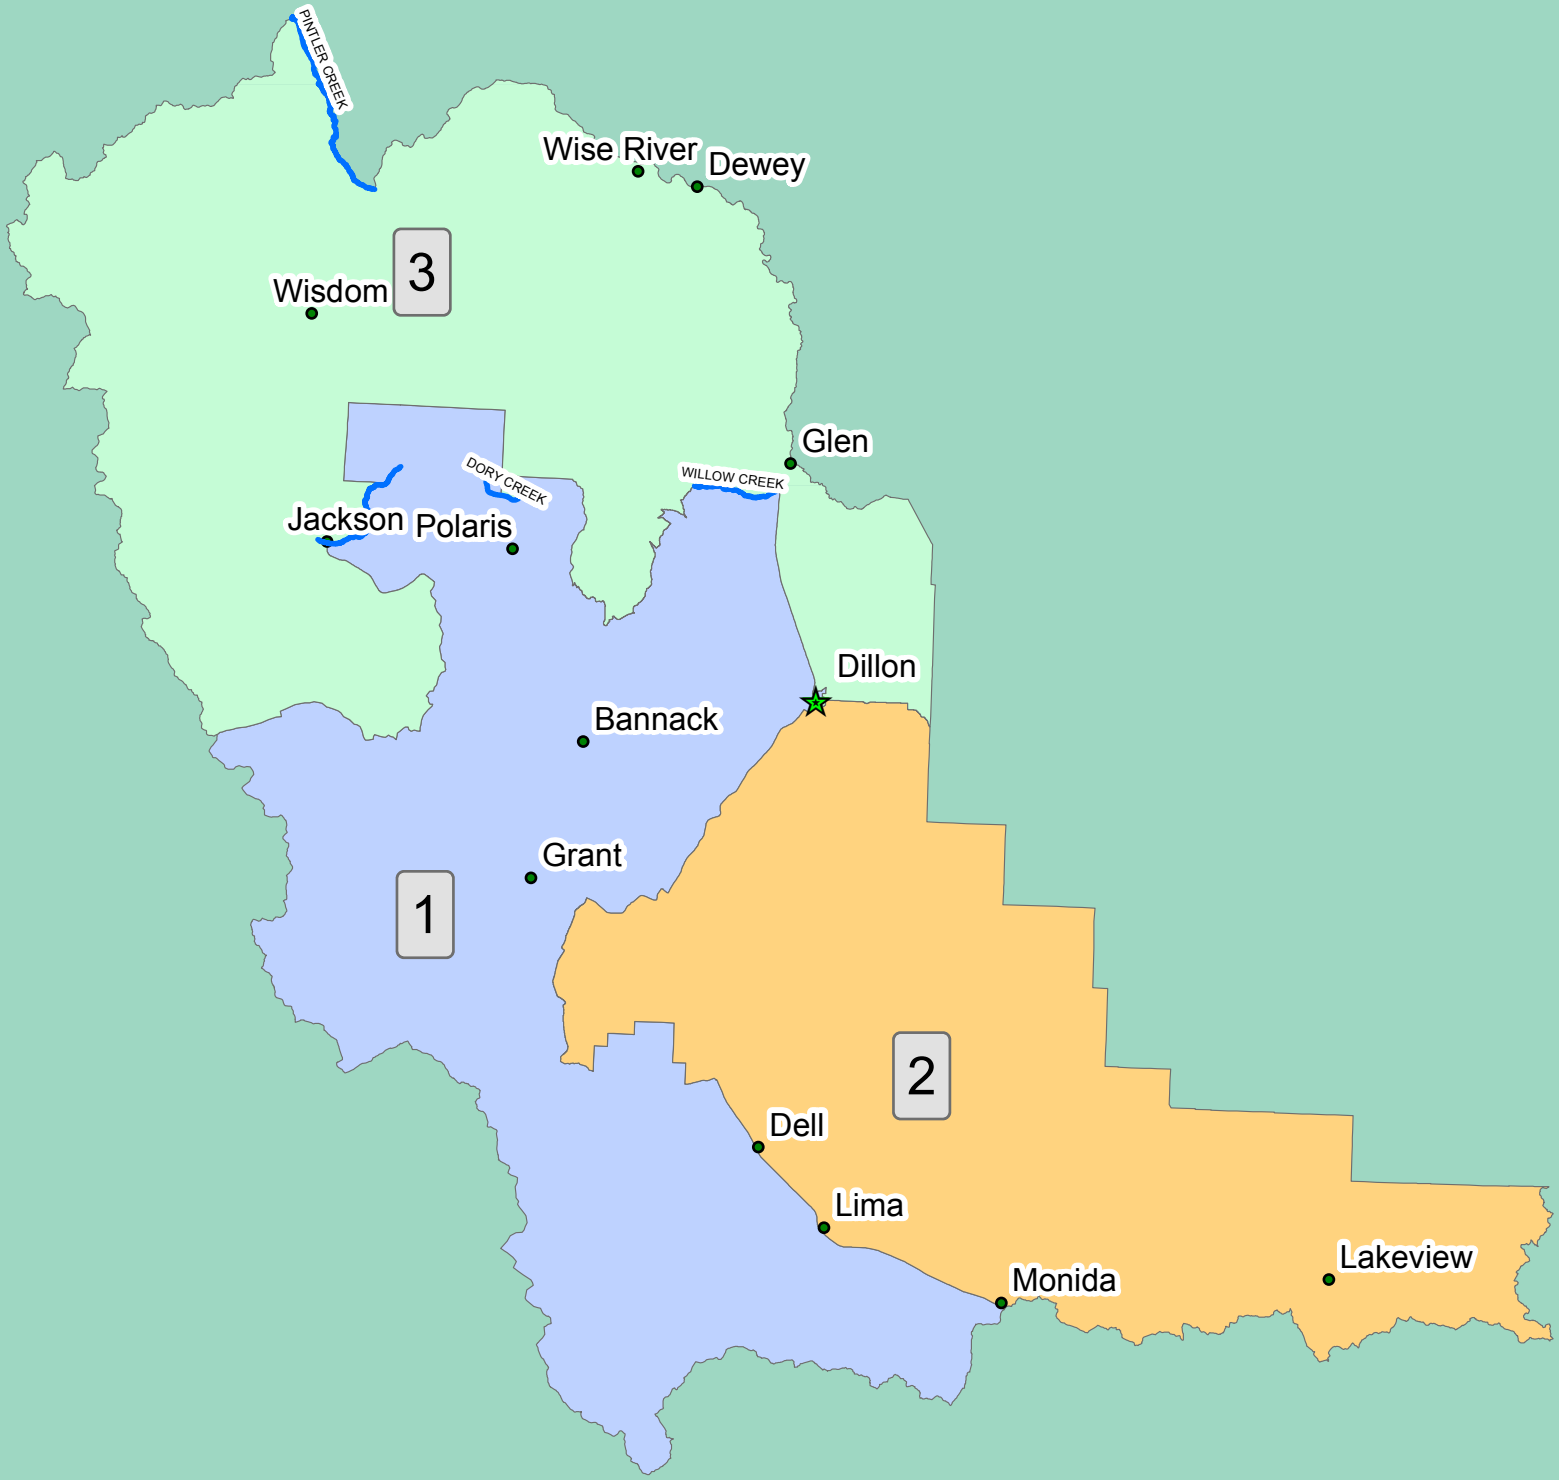 PINTLER CREEK
Wise River
Dewey
3
Wisdom
Glen
DORY CREEK
WILLOW CREEK
Jackson
Polaris
Dillon
Bannack
Grant
1
2
Dell
Lima
Lakeview
Monida